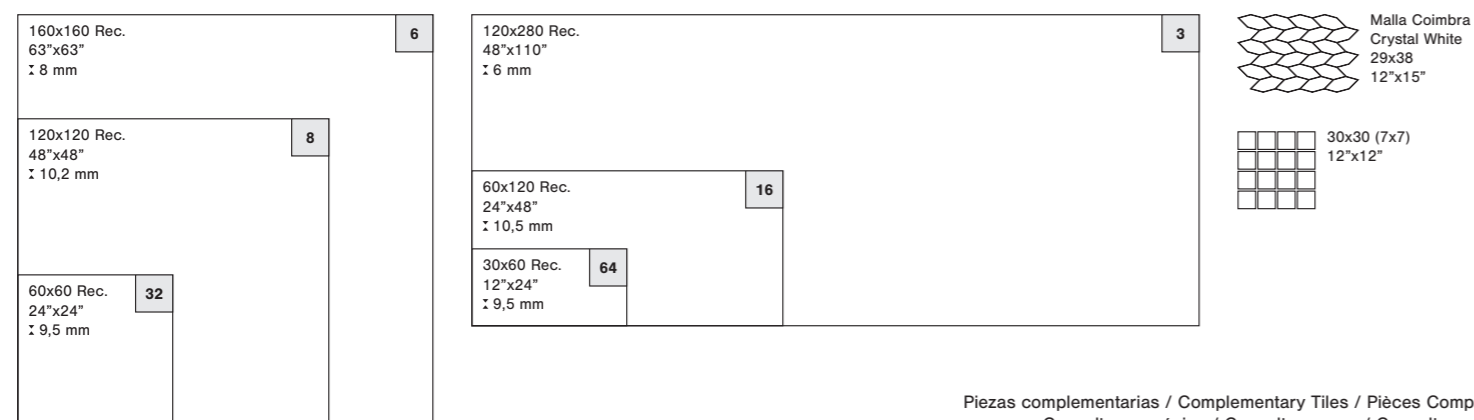 160x160 Rec.
63”x63”
8 mm
6
120x120 Rec.
48”x48”
10,2 mm
8
60x60 Rec.
24”x24”
9,5 mm
32
120x280 Rec.
48”x110”
6 mm
3
60x120 Rec.
24”x48”
10,5 mm
16
30x60 Rec.
12”x24”
9,5 mm
64
Malla Coimbra
Crystal White
29x38
12”x15”
30x30 (7x7)
12”x12”
Piezas complementarias / Complementary Tiles / Pièces Comp